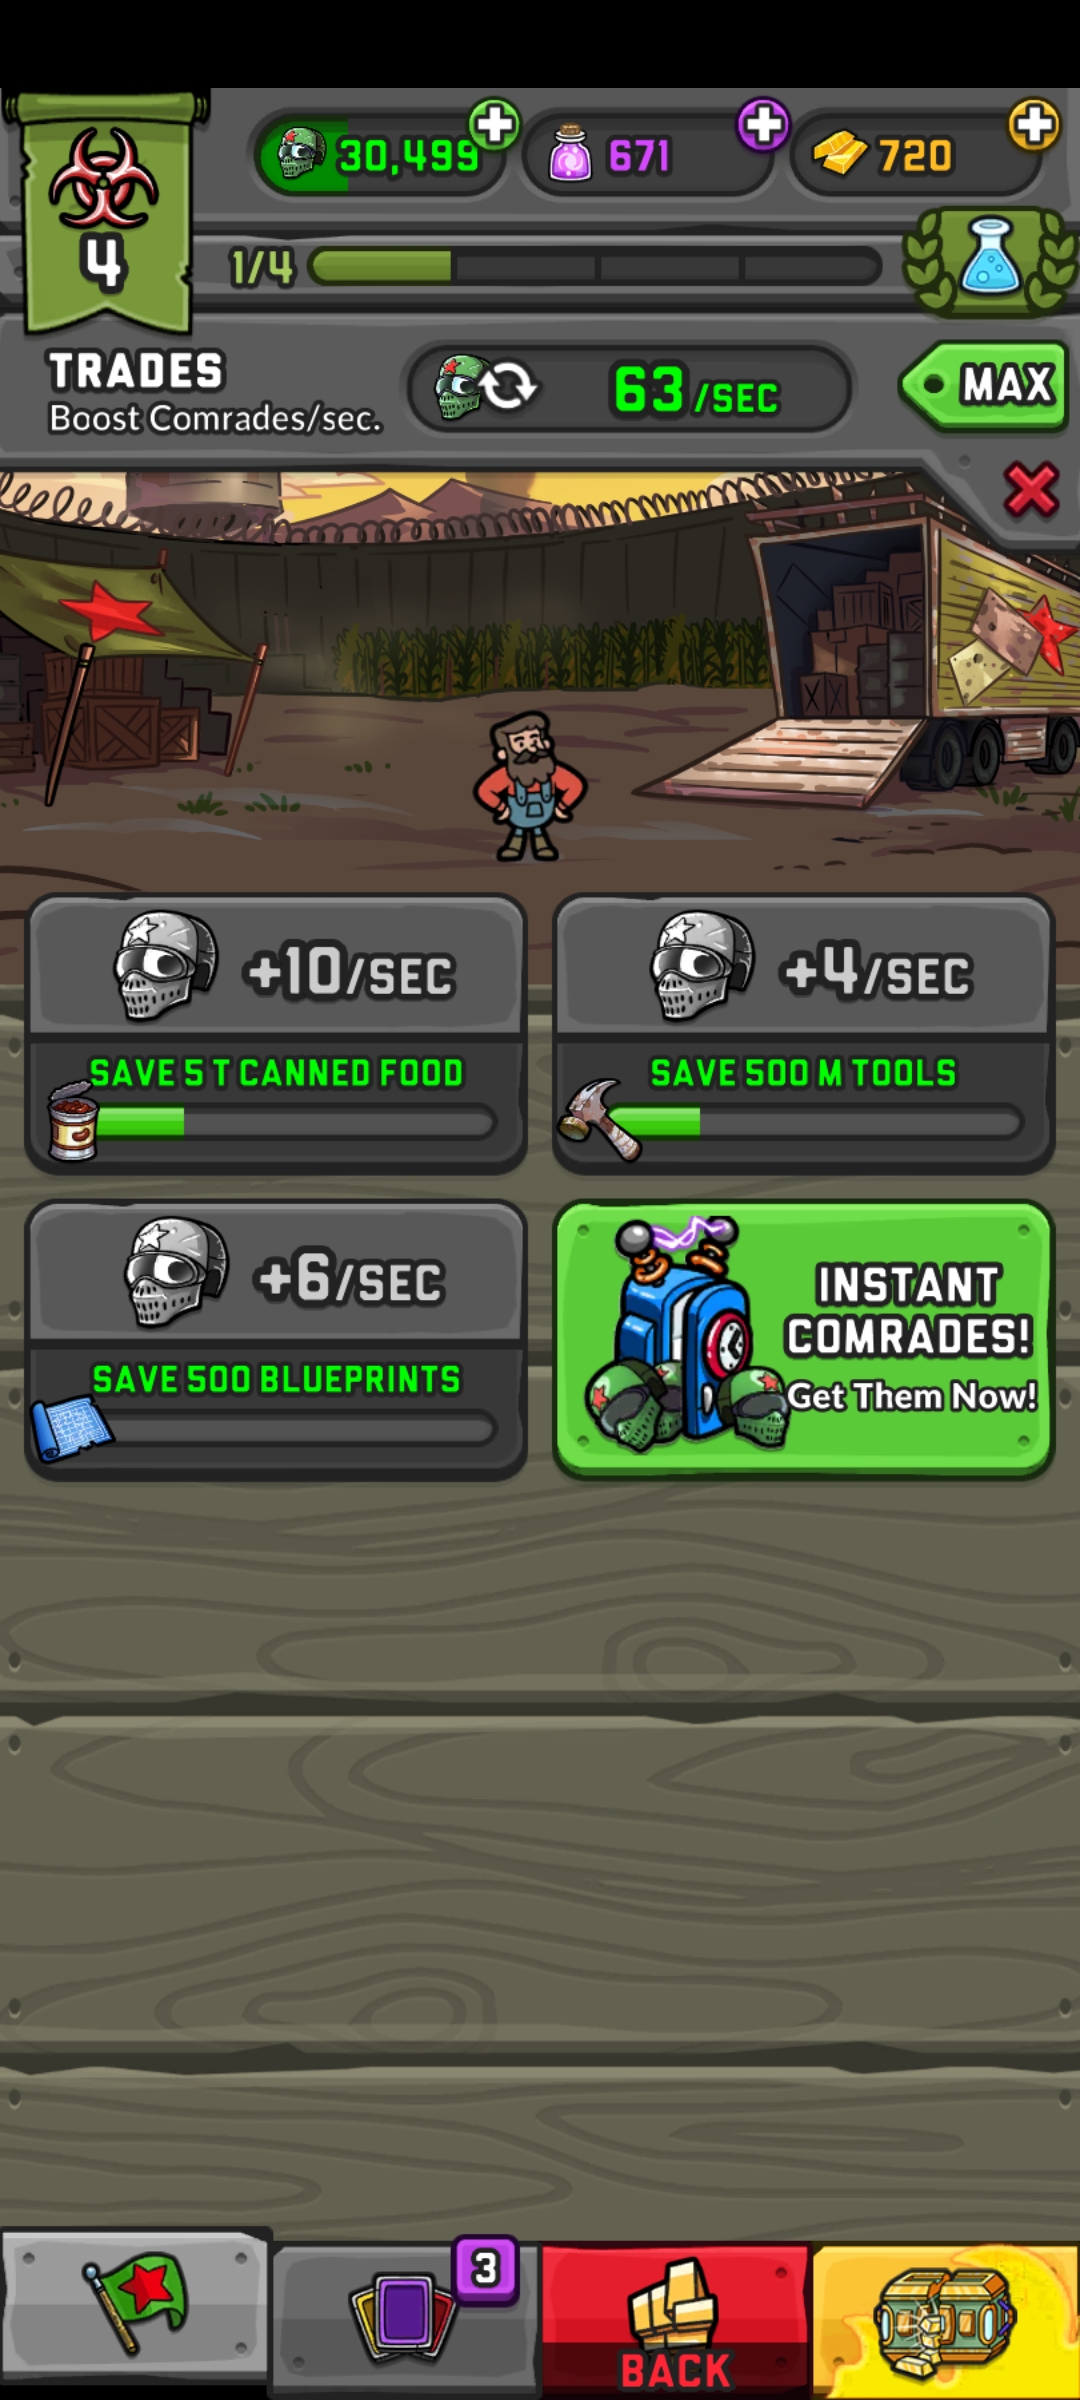 30,499
671
720
4
1/4
TRADES
Boost Comrades/sec.
63/SEC
MAX
+10/SEC
+4/SEC
SAVE 5 T CANNED FOOD
SAVE 500 M TOOLS
+6/SEC
SAVE 500 BLUEPRINTS
INSTANT
COMRADES!
Get Them Now!
3
BACK